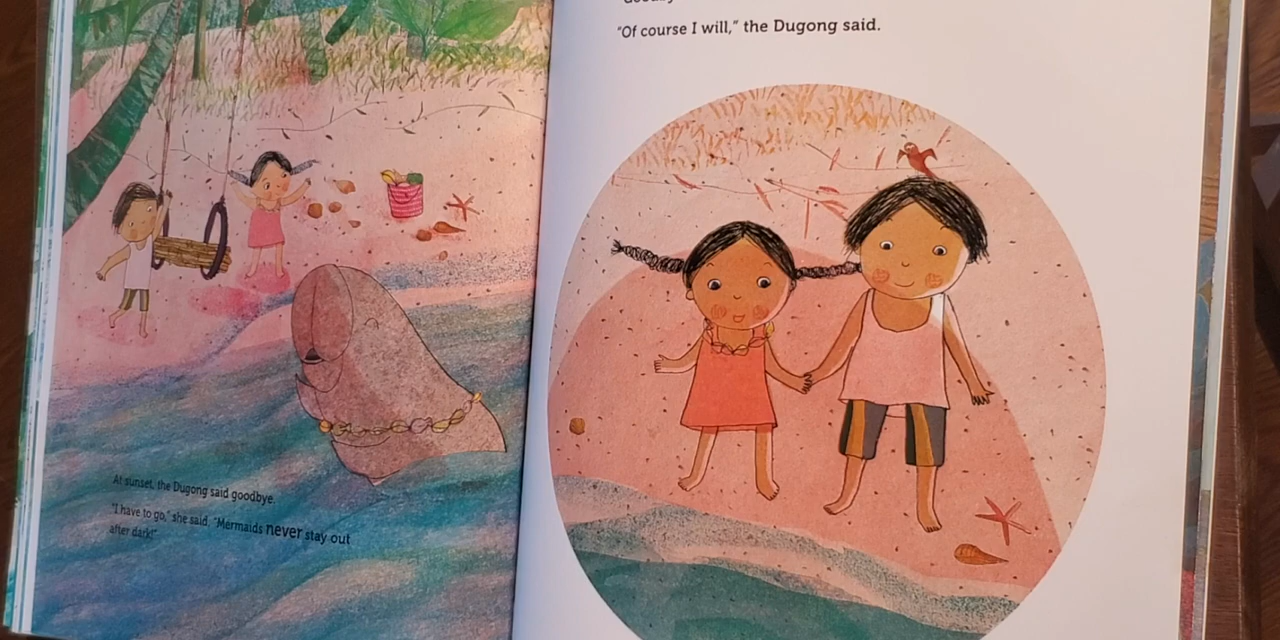 At sunset, the Dugong said goodbye.
"I have to go," she said. "Mermaids never stay out
after dark!"
"Of course I will," the Dugong said.